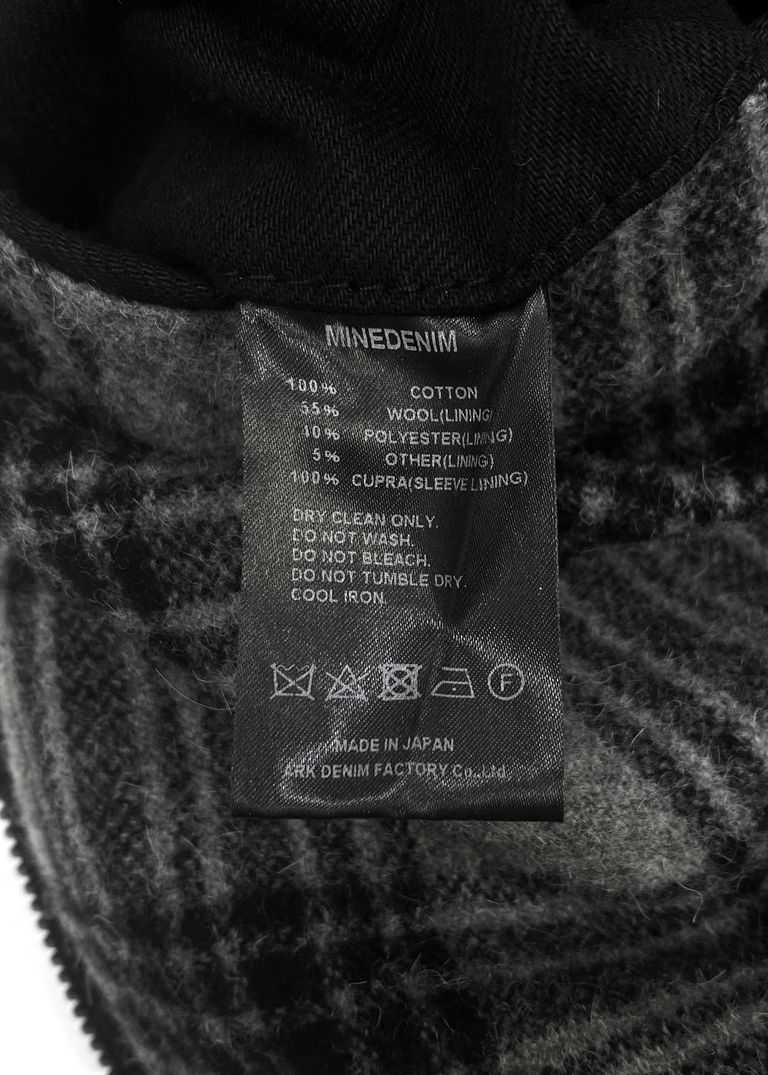 MINEDENIM
100% COTTON
55% WOOL(LINING)
10% POLYESTER(LINING)
5% OTHER(LINING)
100% CUPRA(SLEEVE LINING)
DRY CLEAN ONLY.
DO NOT WASH.
DO NOT BLEACH.
DO NOT TUMBLE DRY.
COOL IRON.
F
MADE IN JAPAN
ARK DENIM FACTORY Co.,Ltd.